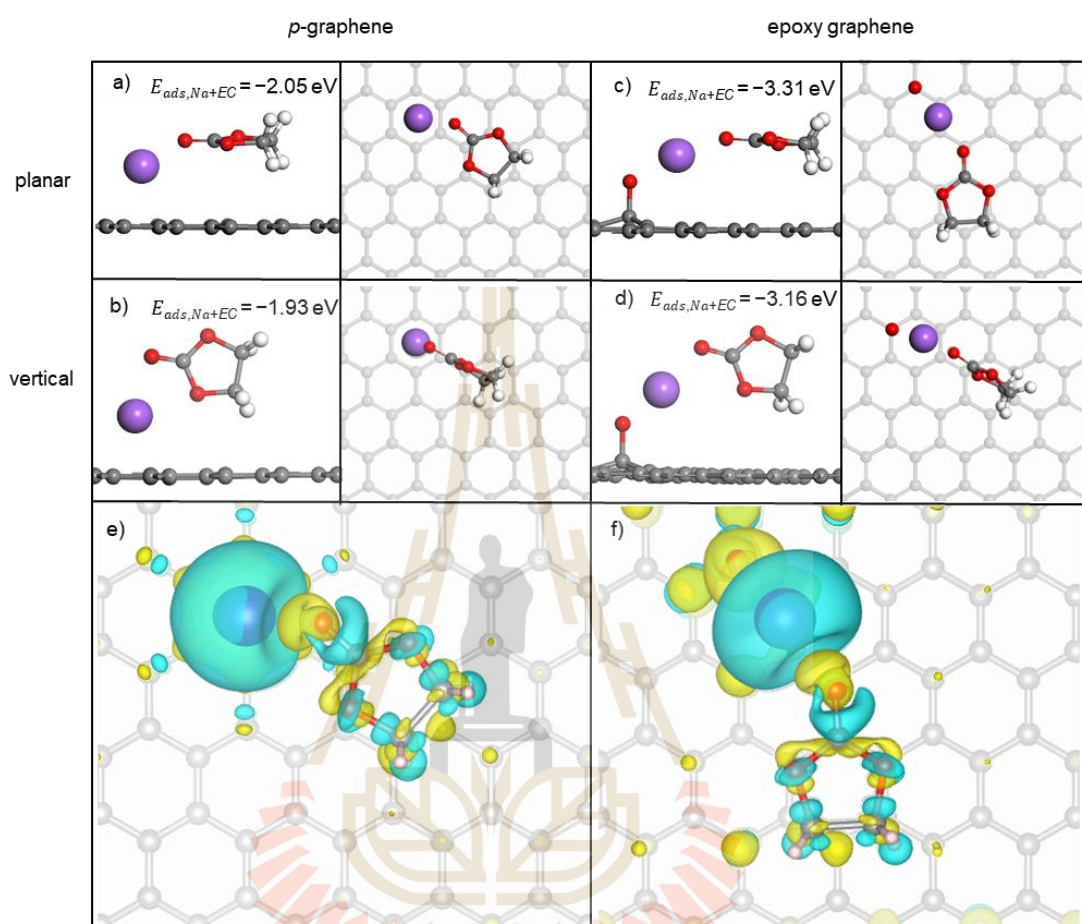 p-graphene
epoxy graphene
a) E_ads,Na+EC = −2.05 eV
c) E_ads,Na+EC = −3.31 eV
planar
b) E_ads,Na+EC = −1.93 eV
d) E_ads,Na+EC = −3.16 eV
vertical
e)
f)